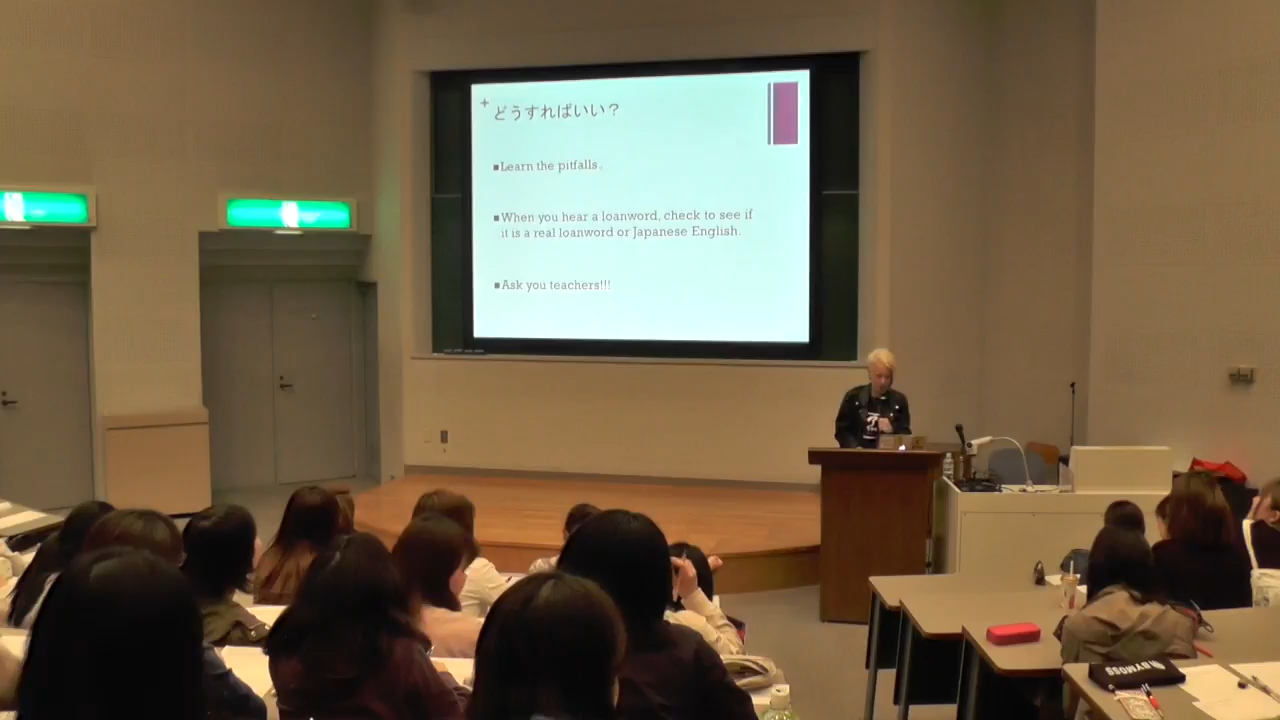 + どうすればいい？
■Learn the pitfalls。
■When you hear a loanword, check to see if
it is a real loanword or Japanese English.
■Ask you teachers!!!
BYMOSS